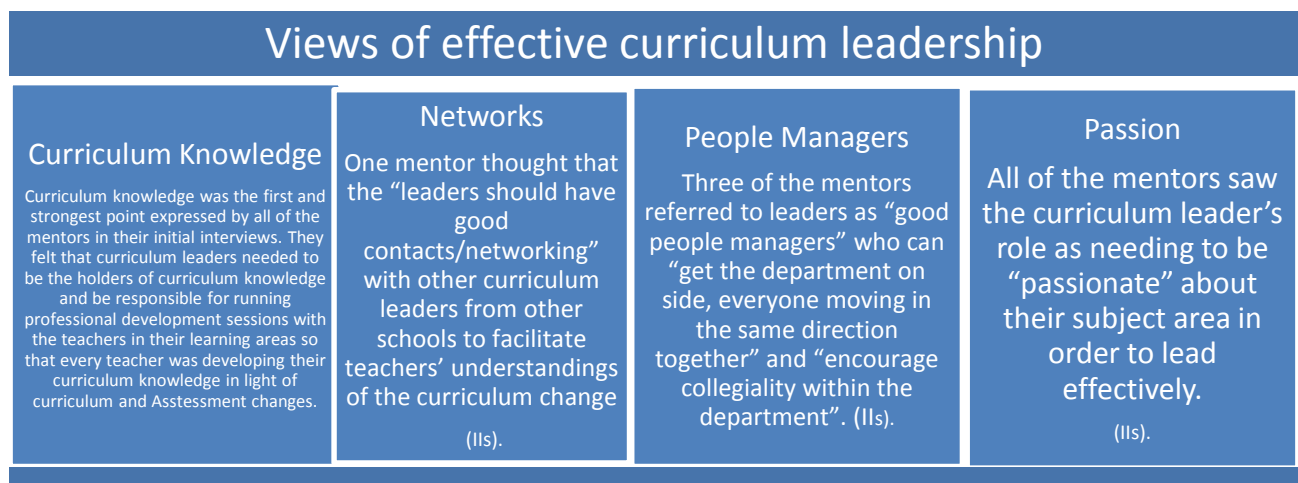 Views of effective curriculum leadership
Curriculum Knowledge
Curriculum knowledge was the first and
strongest point expressed by all of the
mentors in their initial interviews. They
felt that curriculum leaders needed to
be the holders of curriculum knowledge
and be responsible for running
professional development sessions with
the teachers in their learning areas so
that every teacher was developing their
curriculum knowledge in light of
curriculum and Asstessment changes.
Networks
One mentor thought that
the “leaders should have
good
contacts/networking”
with other curriculum
leaders from other
schools to facilitate
teachers’ understandings
of the curriculum change
(IIs).
People Managers
Three of the mentors
referred to leaders as “good
people managers” who can
“get the department on
side, everyone moving in
the same direction
together” and “encourage
collegiality within the
department”. (IIs).
Passion
All of the mentors saw
the curriculum leader’s
role as needing to be
“passionate” about
their subject area in
order to lead
effectively.
(IIs).